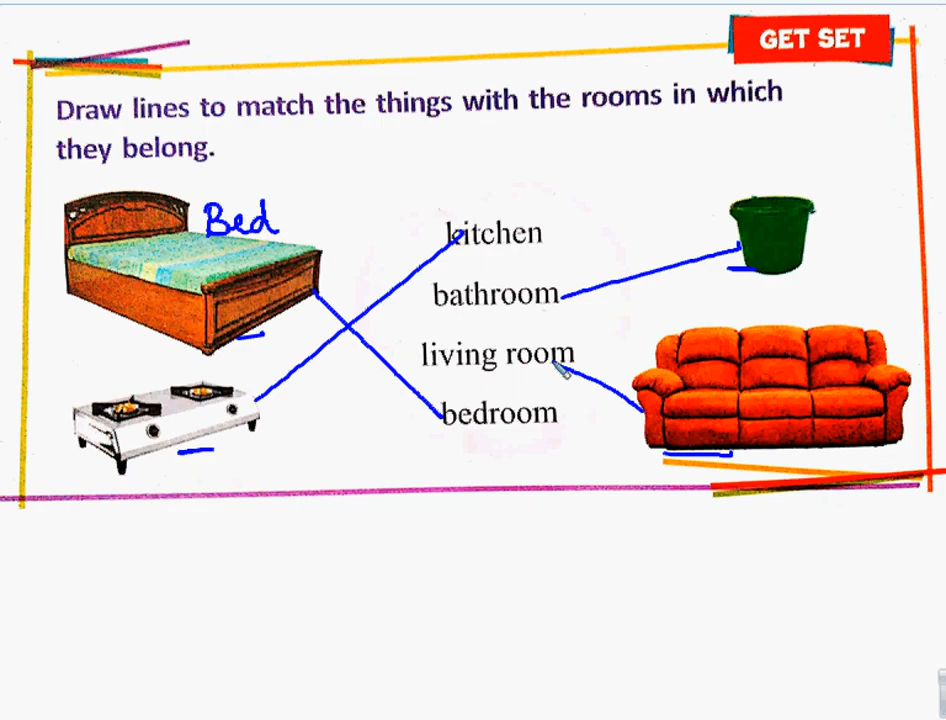 GET SET
Draw lines to match the things with the rooms in which
they belong.
Bed
kitchen
bathroom
living room
bedroom